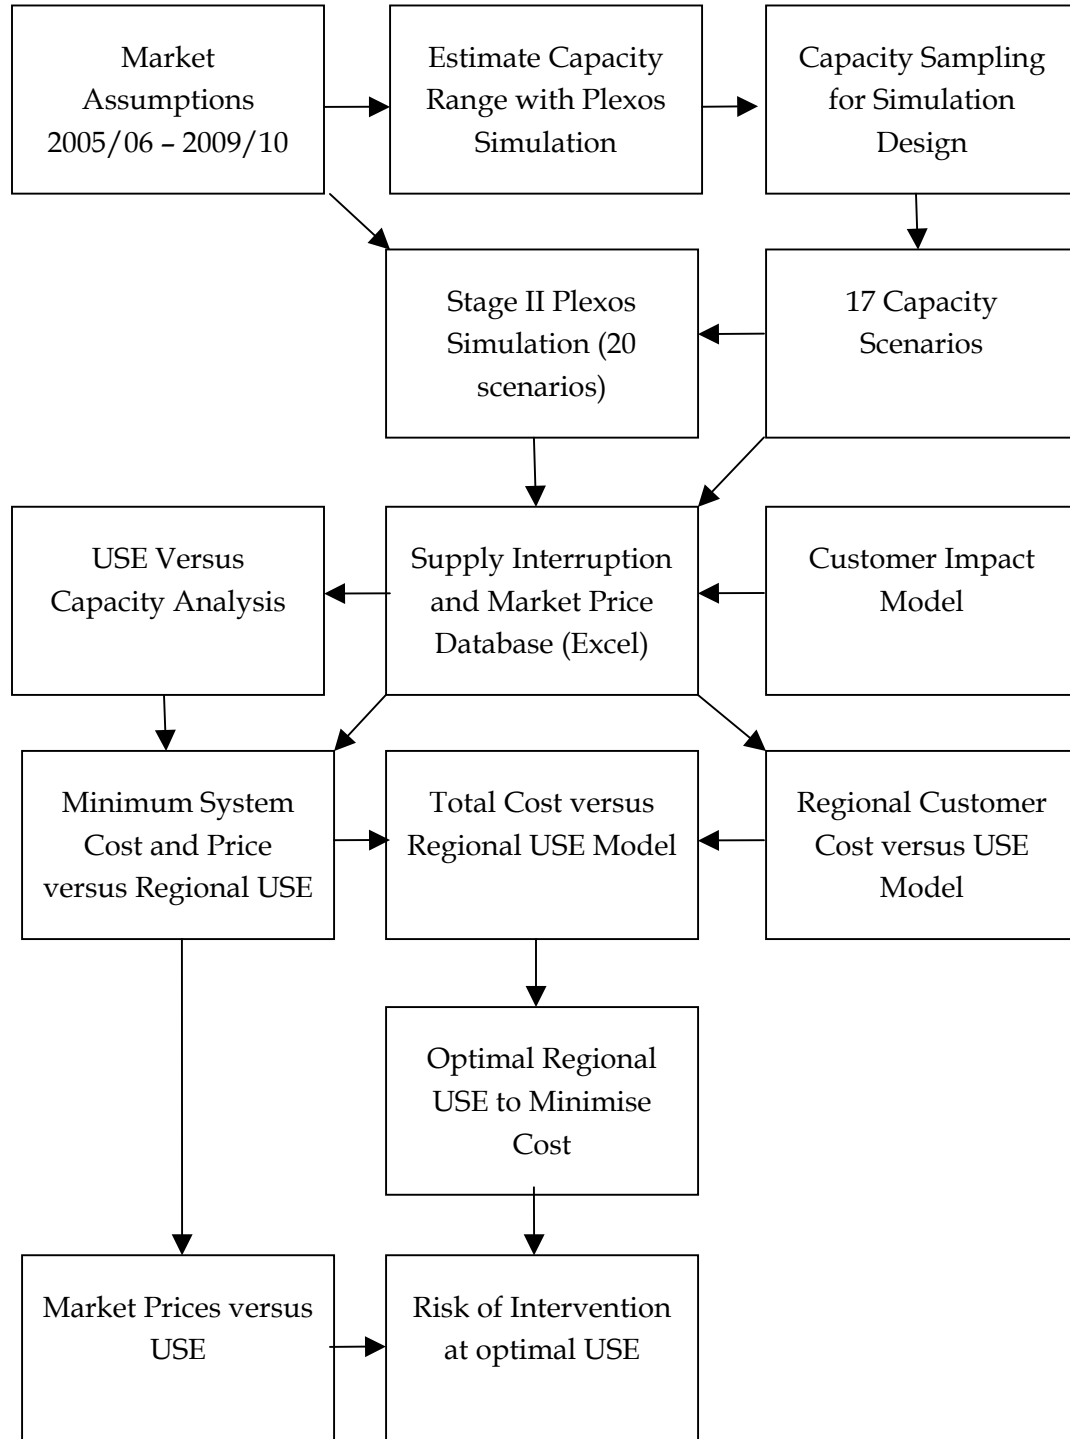 Market
Assumptions
2005/06 – 2009/10
Estimate Capacity
Range with Plexos
Simulation
Capacity Sampling
for Simulation
Design
Stage II Plexos
Simulation (20
scenarios)
17 Capacity
Scenarios
USE Versus
Capacity Analysis
Supply Interruption
and Market Price
Database (Excel)
Customer Impact
Model
Minimum System
Cost and Price
versus Regional USE
Total Cost versus
Regional USE Model
Regional Customer
Cost versus USE
Model
Optimal Regional
USE to Minimise
Cost
Market Prices versus
USE
Risk of Intervention
at optimal USE